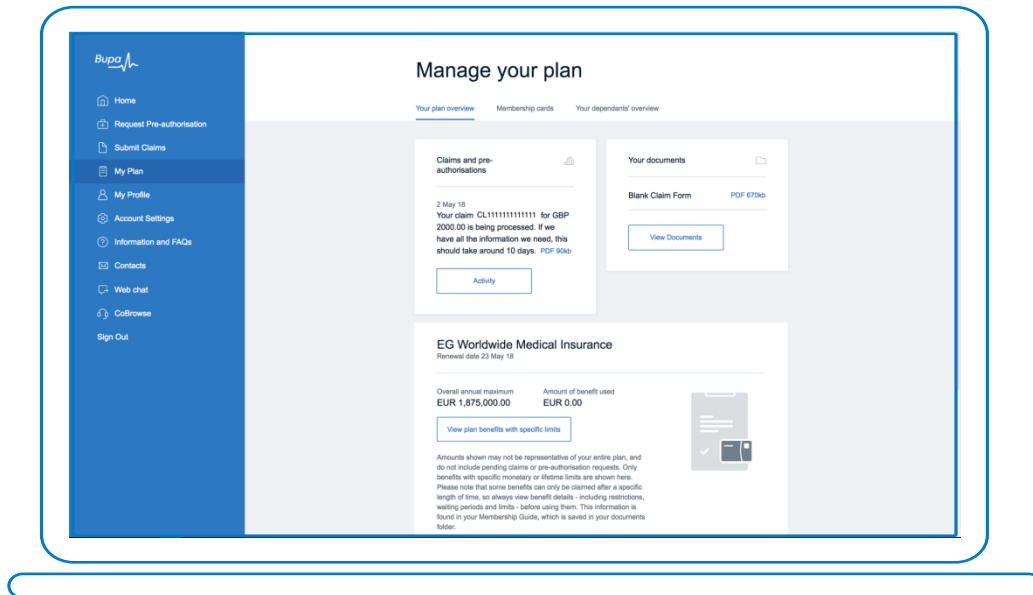 Bupa
Home
Request Pre-authorisation
Submit Claims
My Plan
My Profile
Account Settings
Information and FAQs
Contacts
Web chat
CoBrowse
Sign Out
Manage your plan
Your plan overview
Membership cards
Your dependants' overview
Claims and pre-
authorisations
2 May 18
Your claim CL1111111111111 for GBP
2000.00 is being processed. If we
have all the information we need, this
should take around 10 days. PDF 90kb
Activity
Your documents
Blank Claim Form PDF 670kb
View Documents
EG Worldwide Medical Insurance
Renewal date 23 May 18
Overall annual maximum
EUR 1,875,000.00
Amount of benefit used
EUR 0.00
View plan benefits with specific limits
Amounts shown may not be representative of your entire plan, and
do not include pending claims or pre-authorisation requests. Only
benefits with specific monetary or lifetime limits are shown here.
Please note that some benefits can only be claimed after a specific
length of time, so always view benefit details - including restrictions,
waiting periods and limits - before using them. This information is
found in your Membership Guide, which is saved in your documents
folder.